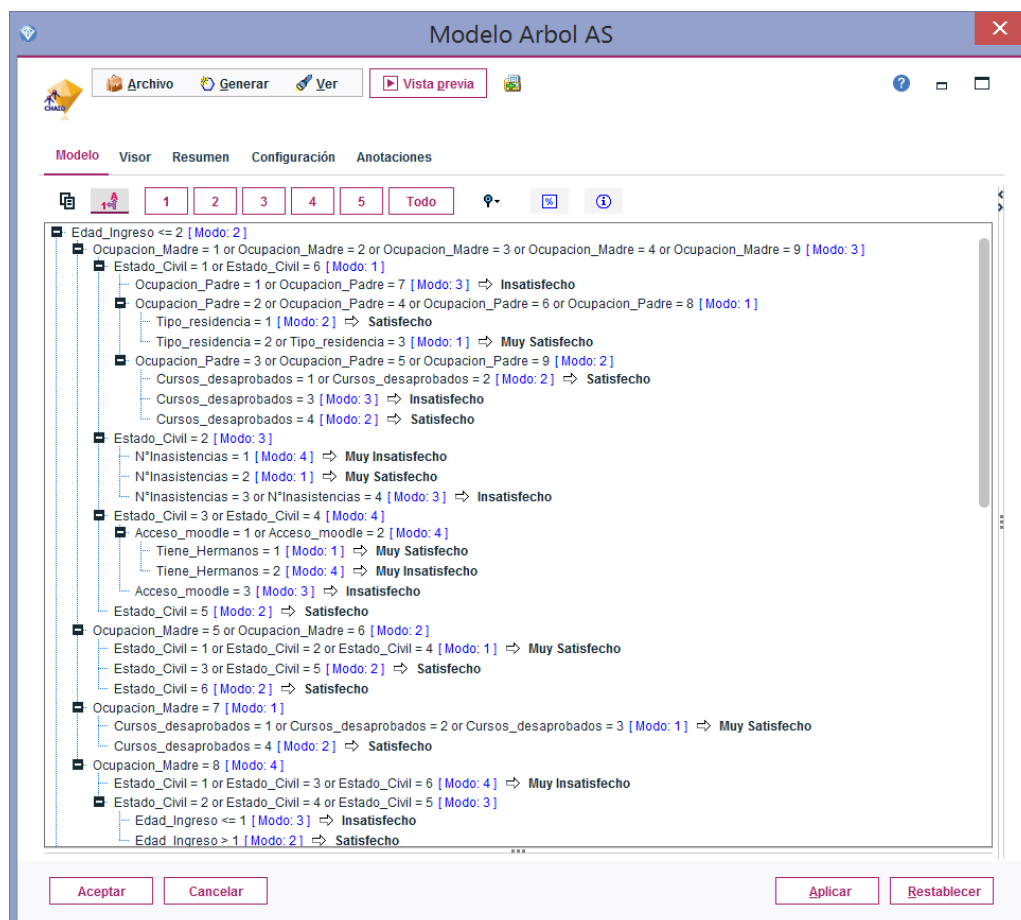 Modelo Arbol AS
Archivo Generar Ver Vista previa
CHAID
Modelo Visor Resumen Configuración Anotaciones
1 2 3 4 5 Todo
Edad_Ingreso <= 2 [ Modo: 2 ]
Ocupacion_Madre = 1 or Ocupacion_Madre = 2 or Ocupacion_Madre = 3 or Ocupacion_Madre = 4 or Ocupacion_Madre = 9 [ Modo: 3 ]
Estado_Civil = 1 or Estado_Civil = 6 [ Modo: 1 ]
Ocupacion_Padre = 1 or Ocupacion_Padre = 7 [ Modo: 3 ] ⇨ Insatisfecho
Ocupacion_Padre = 2 or Ocupacion_Padre = 4 or Ocupacion_Padre = 6 or Ocupacion_Padre = 8 [ Modo: 1 ]
Tipo_residencia = 1 [ Modo: 2 ] ⇨ Satisfecho
Tipo_residencia = 2 or Tipo_residencia = 3 [ Modo: 1 ] ⇨ Muy Satisfecho
Ocupacion_Padre = 3 or Ocupacion_Padre = 5 or Ocupacion_Padre = 9 [ Modo: 2 ]
Cursos_desaprobados = 1 or Cursos_desaprobados = 2 [ Modo: 2 ] ⇨ Satisfecho
Cursos_desaprobados = 3 [ Modo: 3 ] ⇨ Insatisfecho
Cursos_desaprobados = 4 [ Modo: 2 ] ⇨ Satisfecho
Estado_Civil = 2 [ Modo: 3 ]
N°Inasistencias = 1 [ Modo: 4 ] ⇨ Muy Insatisfecho
N°Inasistencias = 2 [ Modo: 1 ] ⇨ Muy Satisfecho
N°Inasistencias = 3 or N°Inasistencias = 4 [ Modo: 3 ] ⇨ Insatisfecho
Estado_Civil = 3 or Estado_Civil = 4 [ Modo: 4 ]
Acceso_moodle = 1 or Acceso_moodle = 2 [ Modo: 4 ]
Tiene_Hermanos = 1 [ Modo: 1 ] ⇨ Muy Satisfecho
Tiene_Hermanos = 2 [ Modo: 4 ] ⇨ Muy Insatisfecho
Acceso_moodle = 3 [ Modo: 3 ] ⇨ Insatisfecho
Estado_Civil = 5 [ Modo: 2 ] ⇨ Satisfecho
Ocupacion_Madre = 5 or Ocupacion_Madre = 6 [ Modo: 2 ]
Estado_Civil = 1 or Estado_Civil = 2 or Estado_Civil = 4 [ Modo: 1 ] ⇨ Muy Satisfecho
Estado_Civil = 3 or Estado_Civil = 5 [ Modo: 2 ] ⇨ Satisfecho
Estado_Civil = 6 [ Modo: 2 ] ⇨ Satisfecho
Ocupacion_Madre = 7 [ Modo: 1 ]
Cursos_desaprobados = 1 or Cursos_desaprobados = 2 or Cursos_desaprobados = 3 [ Modo: 1 ] ⇨ Muy Satisfecho
Cursos_desaprobados = 4 [ Modo: 2 ] ⇨ Satisfecho
Ocupacion_Madre = 8 [ Modo: 4 ]
Estado_Civil = 1 or Estado_Civil = 3 or Estado_Civil = 6 [ Modo: 4 ] ⇨ Muy Insatisfecho
Estado_Civil = 2 or Estado_Civil = 4 or Estado_Civil = 5 [ Modo: 3 ]
Edad_Ingreso <= 1 [ Modo: 3 ] ⇨ Insatisfecho
Edad_Ingreso > 1 [ Modo: 2 ] ⇨ Satisfecho
Aceptar Cancelar Aplicar Restablecer